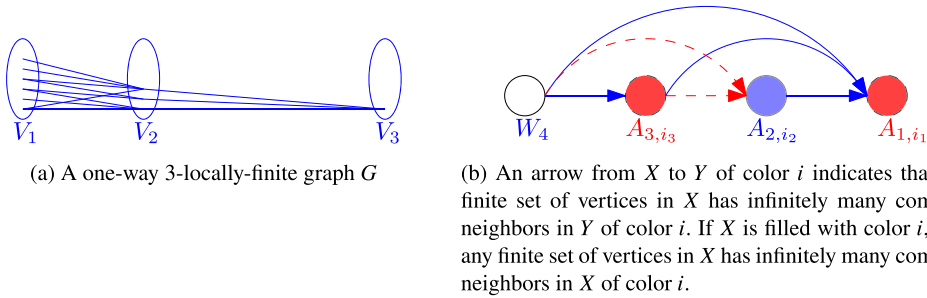 V₁ V₂ V₃
W₄ A₃,ᵢ₃ A₂,ᵢ₂ A₁,ᵢ₁
(a) A one-way 3-locally-finite graph G
(b) An arrow from X to Y of color i indicates tha
finite set of vertices in X has infinitely many com
neighbors in Y of color i. If X is filled with color i,
any finite set of vertices in X has infinitely many com
neighbors in X of color i.